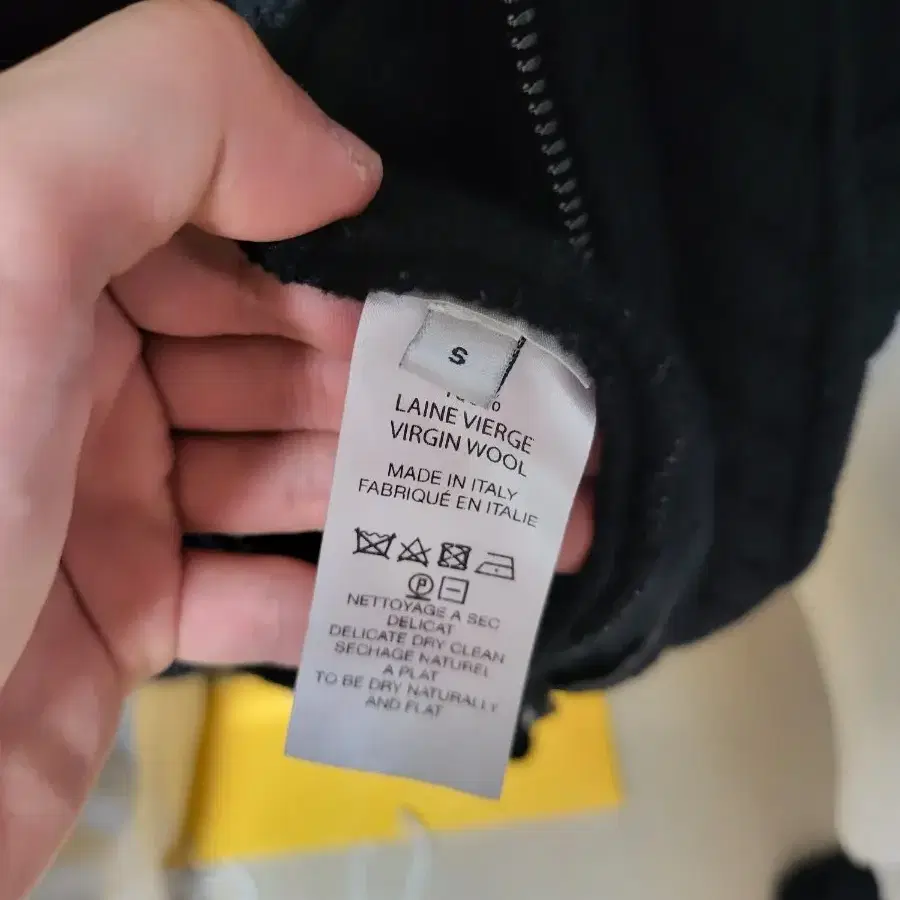 S
LAINE VIERGE
VIRGIN WOOL
MADE IN ITALY
FABRIQUÉ EN ITALIE
P
NETTOYAGE A SEC
DELICAT
DELICATE DRY CLEAN
SECHAGE NATUREL
A PLAT
TO BE DRY NATURALLY
AND FLAT